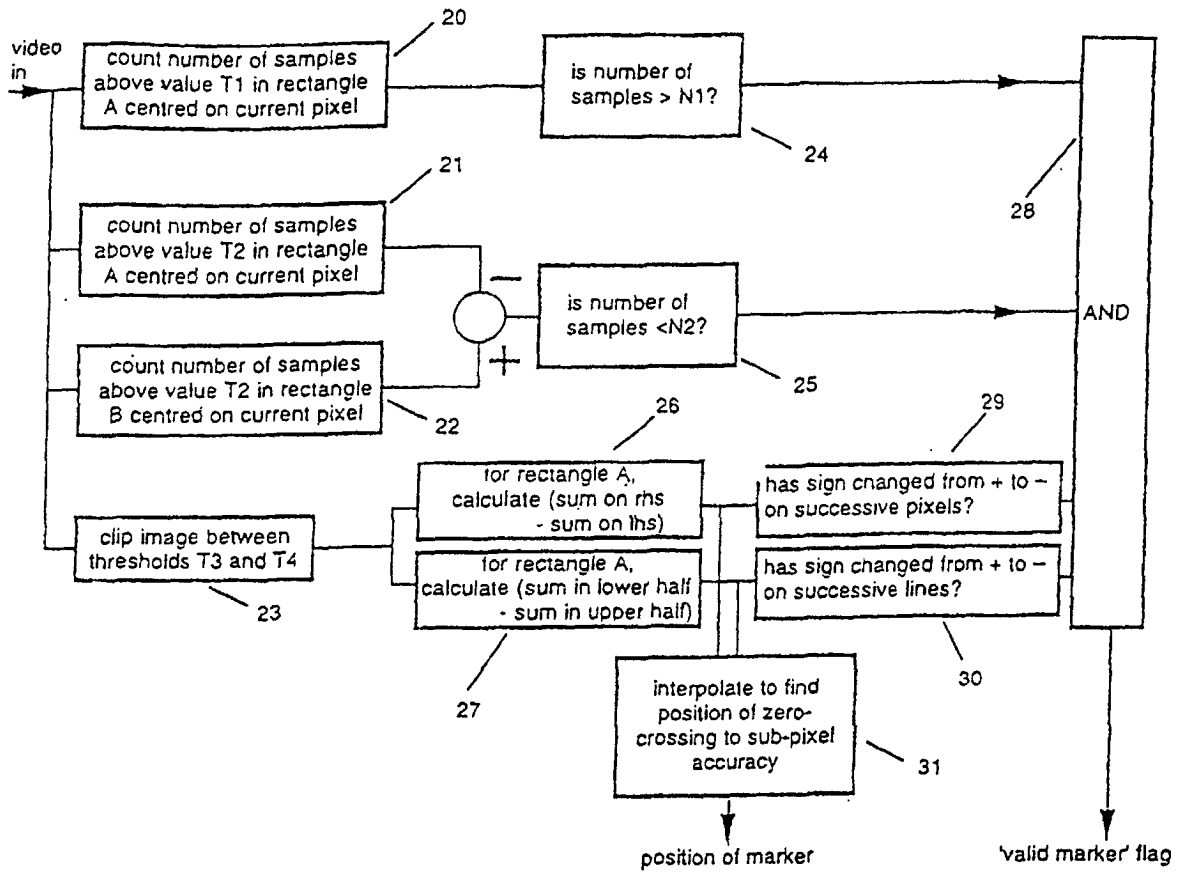 20
video
in
count number of samples
above value T1 in rectangle
A centred on current pixel
is number of
samples > N1?
24
28
21
count number of samples
above value T2 in rectangle
A centred on current pixel
−
is number of
samples <N2?
AND
+
25
count number of samples
above value T2 in rectangle
B centred on current pixel
22
26
29
for rectangle A,
calculate (sum on rhs
- sum on lhs)
has sign changed from + to −
on successive pixels?
clip image between
thresholds T3 and T4
23
for rectangle A,
calculate (sum in lower half
- sum in upper half)
has sign changed from + to −
on successive lines?
27
30
interpolate to find
position of zero-
crossing to sub-pixel
accuracy
31
position of marker
'valid marker' flag